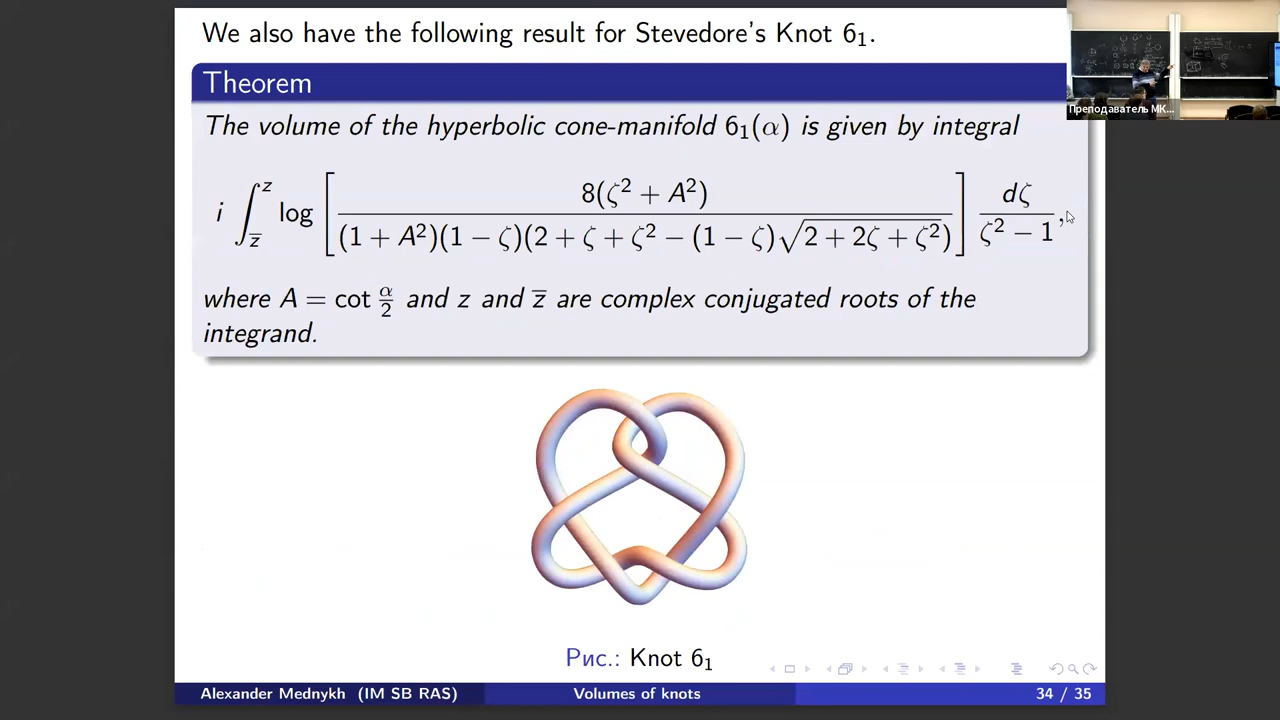 We also have the following result for Stevedore's Knot 6₁.
Theorem
The volume of the hyperbolic cone-manifold 6₁(α) is given by integral
i ∫_{z̄}^{z} log [ 8(ζ² + A²) / ((1 + A²)(1 − ζ)(2 + ζ + ζ² − (1 − ζ)√(2 + 2ζ + ζ²)) ] dζ / (ζ² − 1),
where A = cot α/2 and z and z̄ are complex conjugated roots of the
integrand.
Рис.: Knot 6₁
Alexander Mednykh (IM SB RAS) Volumes of knots 34 / 35
Преподаватель МК...